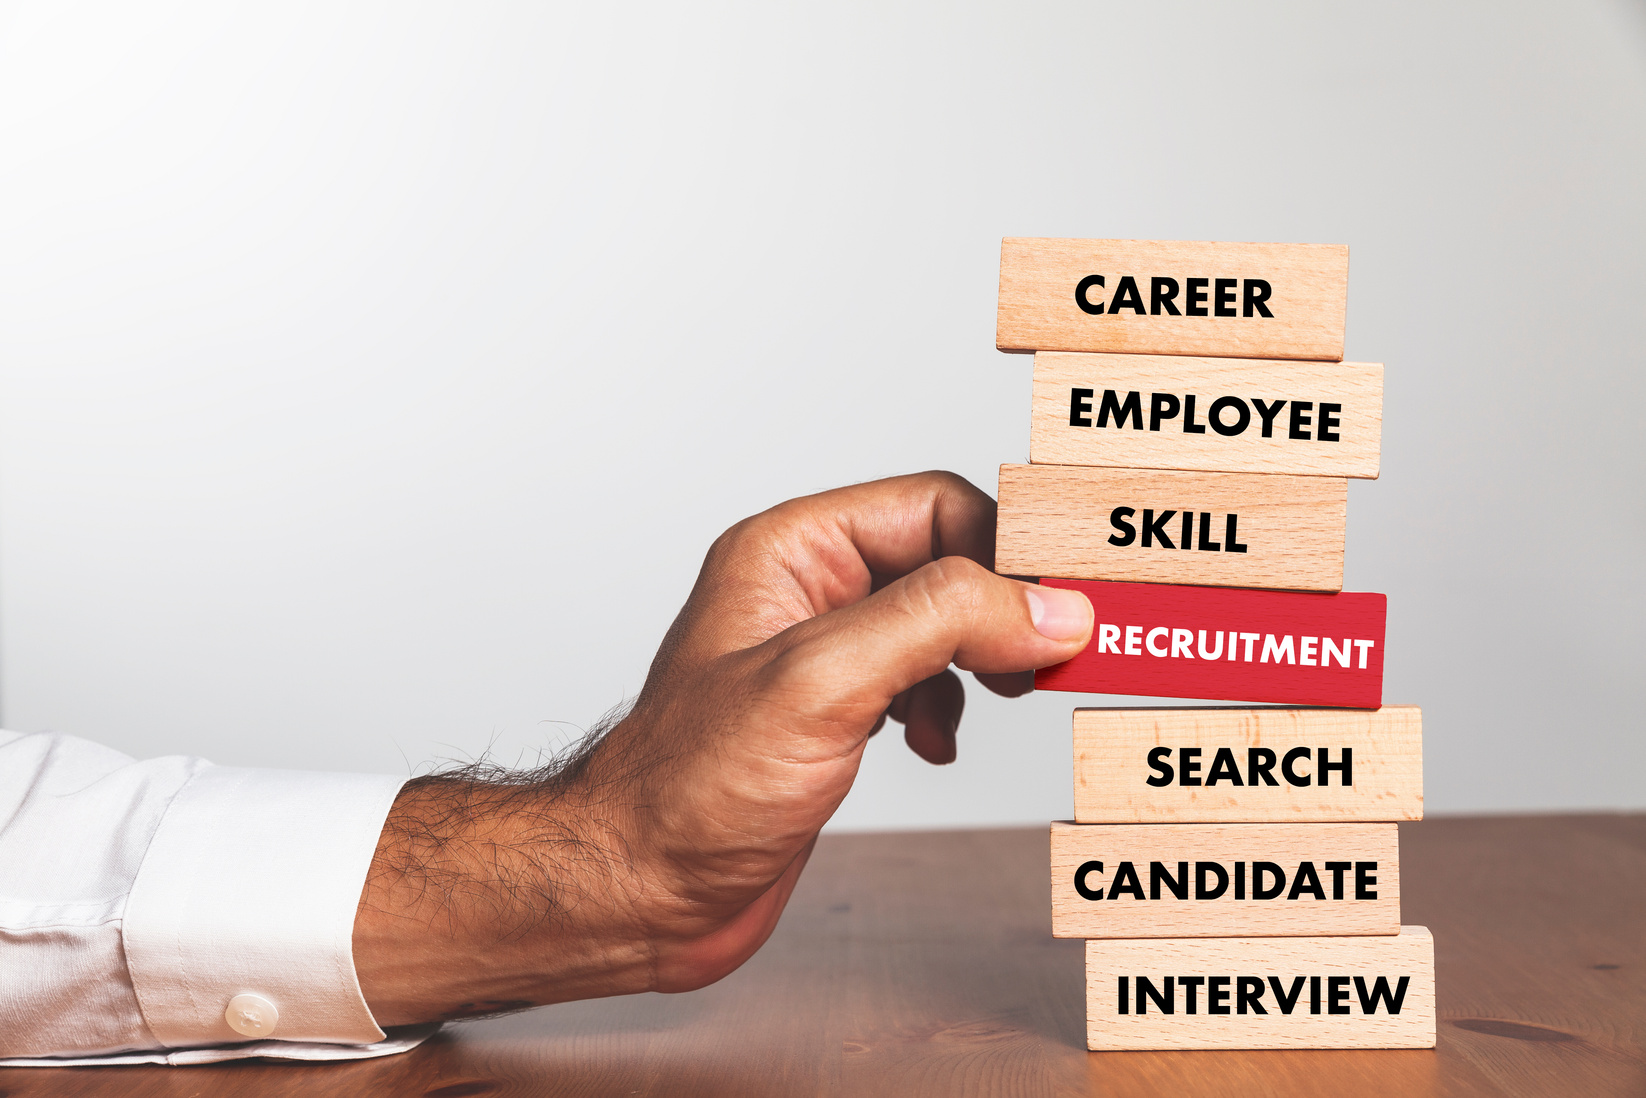 CAREER
EMPLOYEE
SKILL
RECRUITMENT
SEARCH
CANDIDATE
INTERVIEW